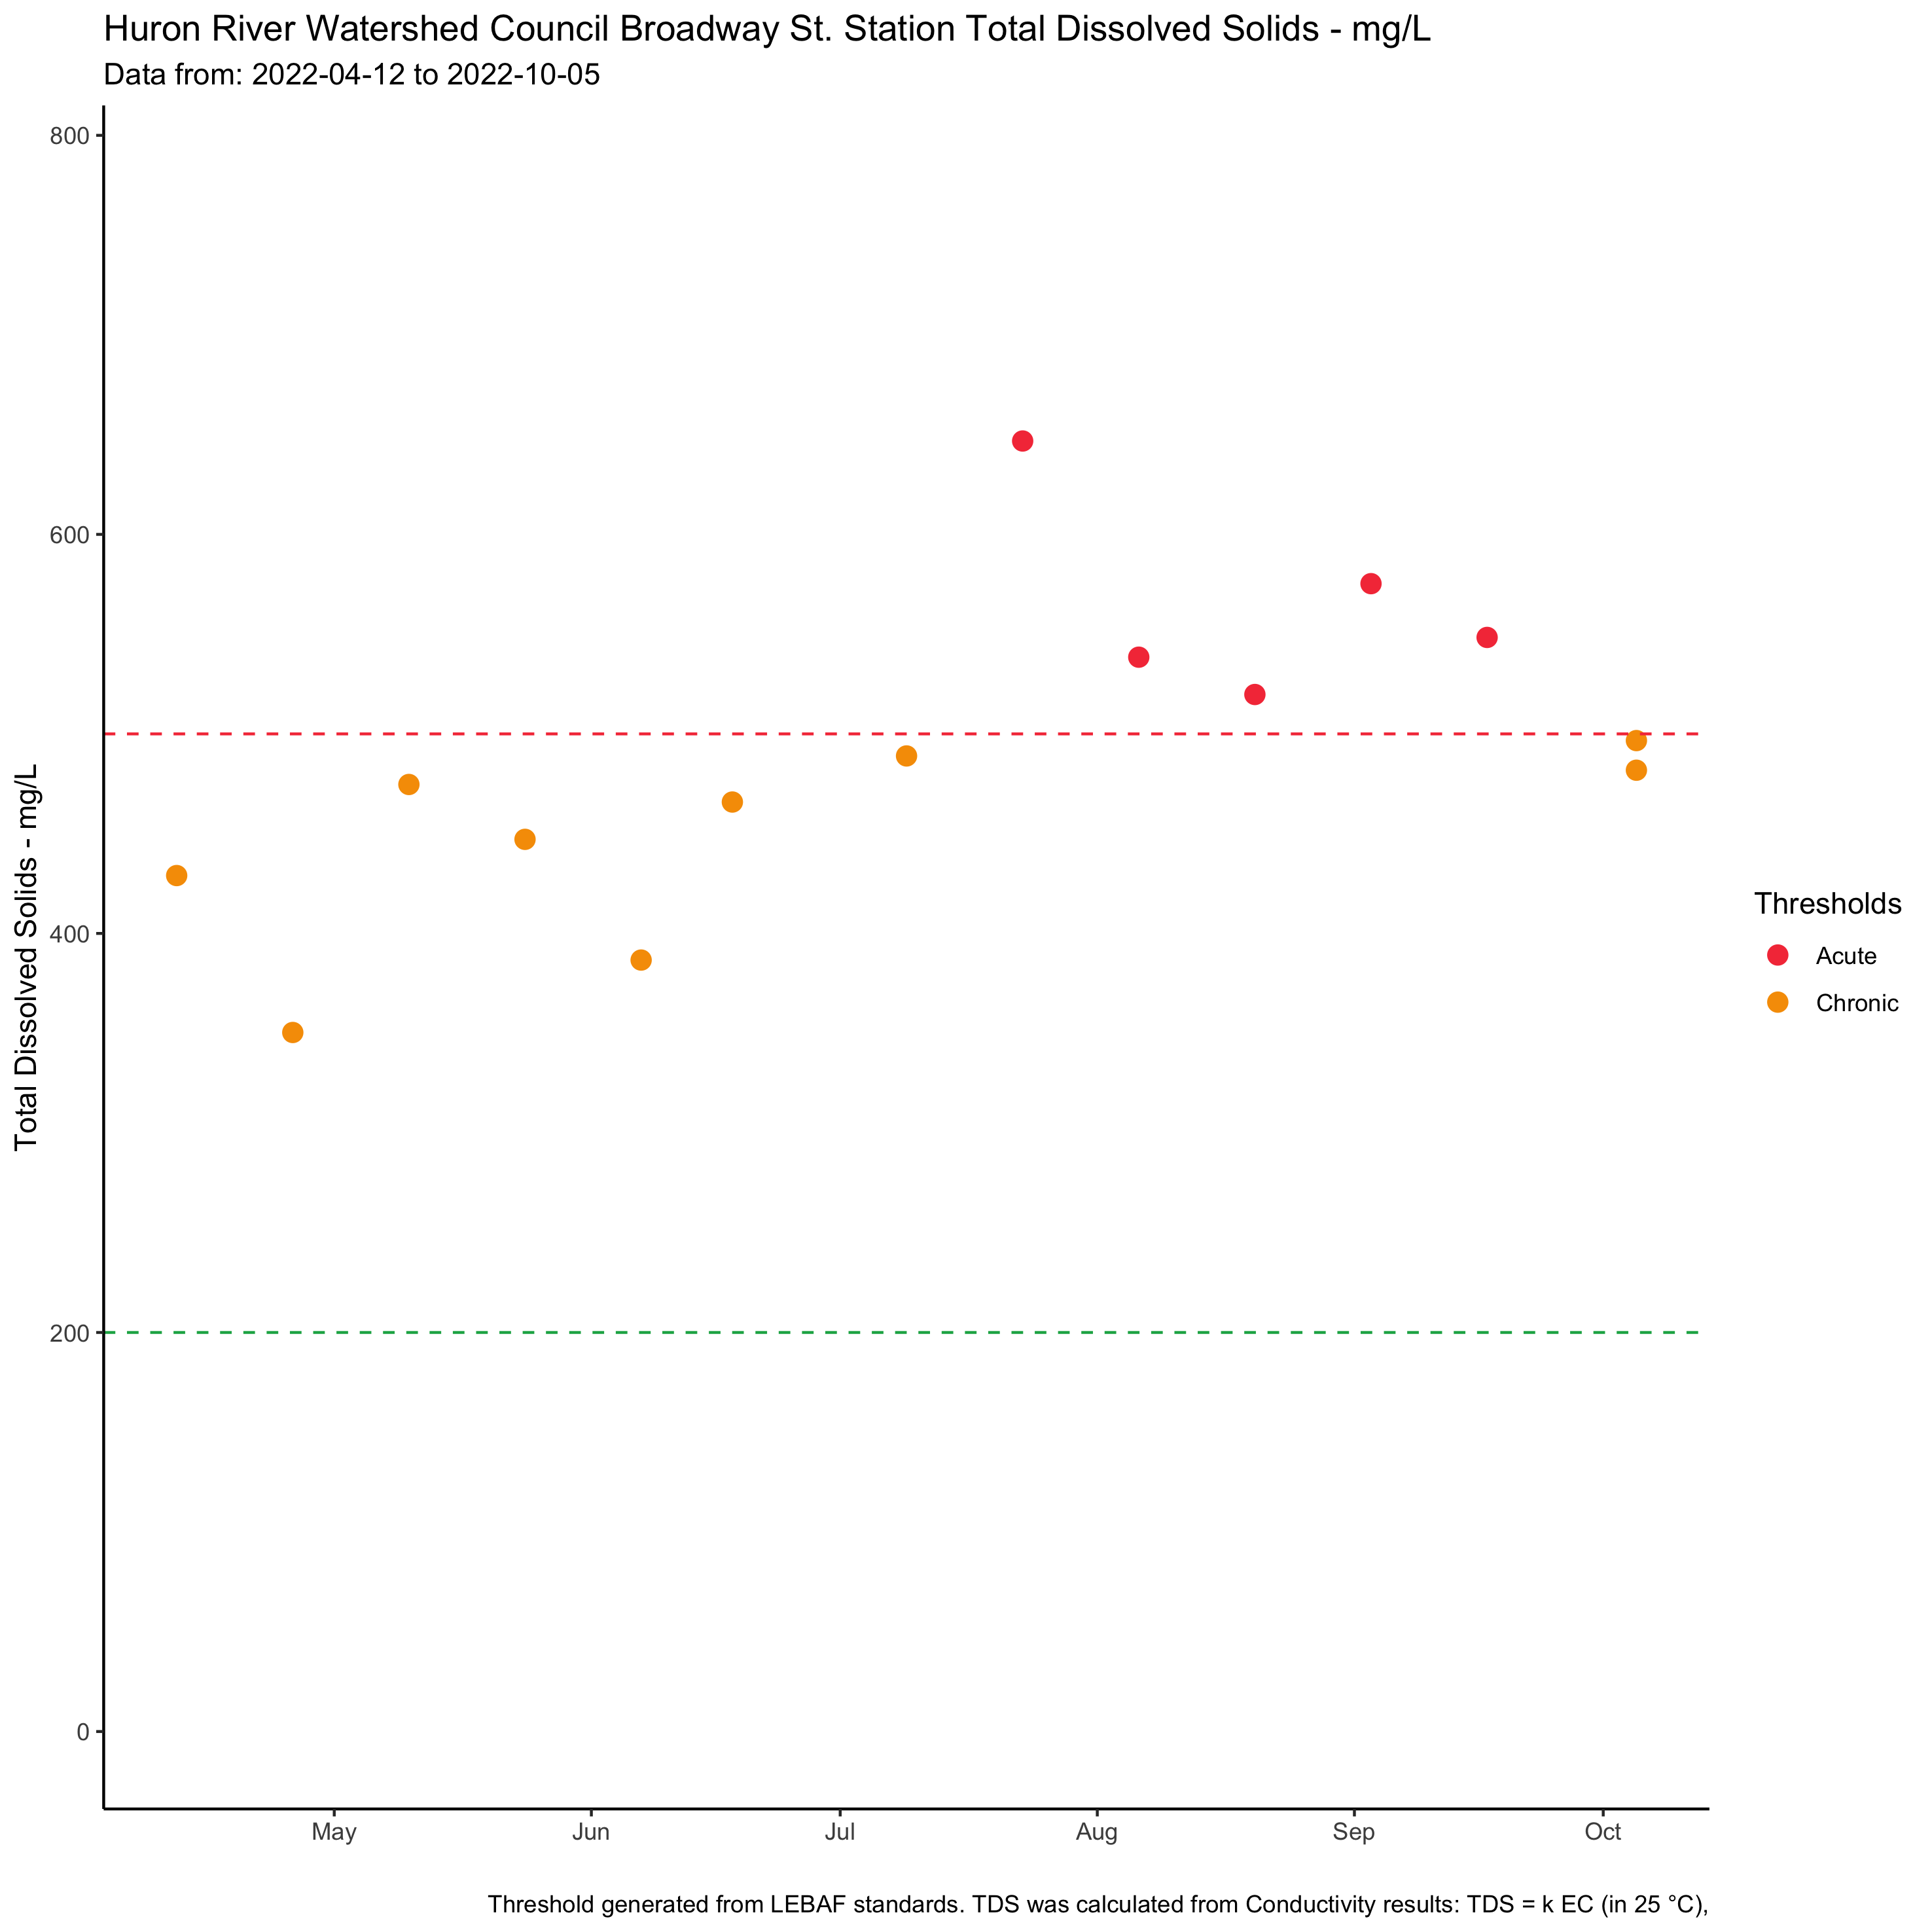 Huron River Watershed Council Broadway St. Station Total Dissolved Solids - mg/L
Data from: 2022-04-12 to 2022-10-05
800
600
400
200
0
Total Dissolved Solids - mg/L
May
Jun
Jul
Aug
Sep
Oct
Thresholds
Acute
Chronic
Threshold generated from LEBAF standards. TDS was calculated from Conductivity results: TDS = k EC (in 25 °C),